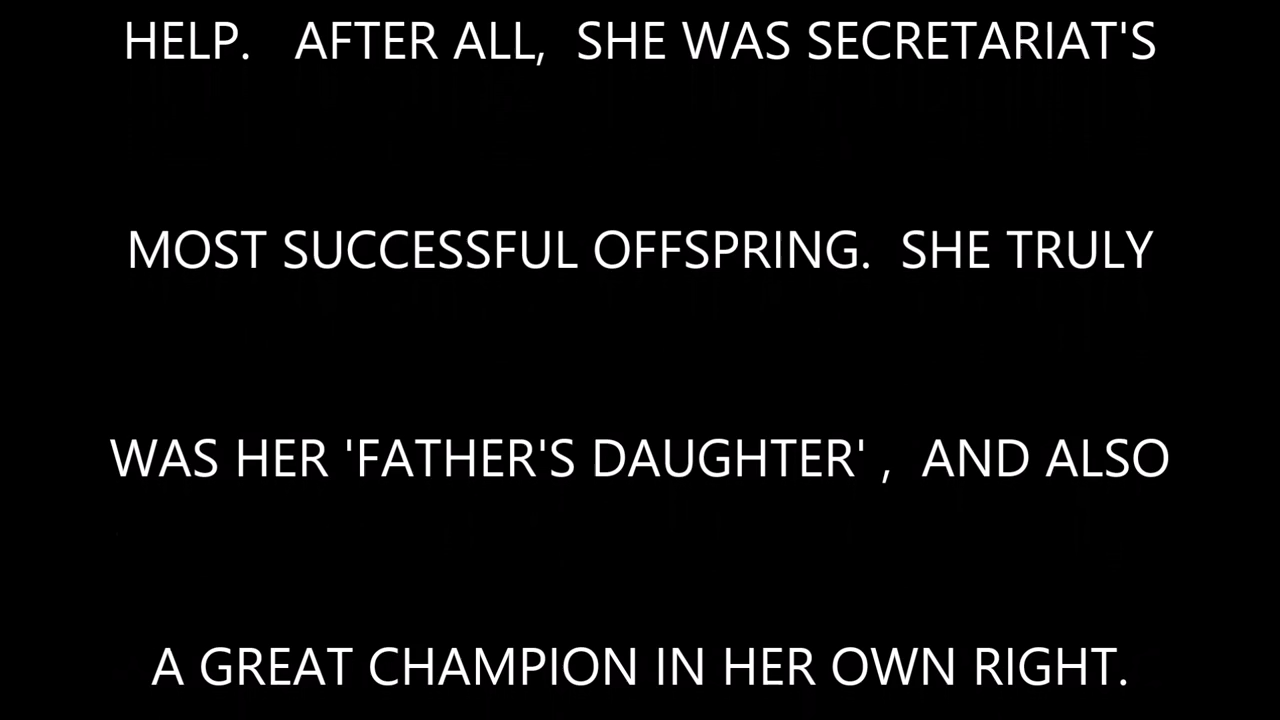 HELP.   AFTER ALL,  SHE WAS SECRETARIAT'S
MOST SUCCESSFUL OFFSPRING.  SHE TRULY
WAS HER 'FATHER'S DAUGHTER' ,  AND ALSO
A GREAT CHAMPION IN HER OWN RIGHT.